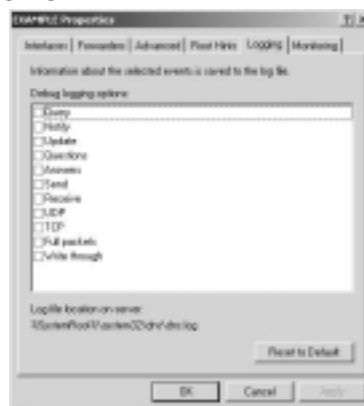 EXAMPLE Properties
Interfaces Forwarders Advanced Root Hints Logging Monitoring
Information about the selected events is saved to the log file.
Debug logging options:
Query
Notify
Update
Questions
Answers
Send
Receive
UDP
TCP
Full packets
Write through
Log file location on server:
%SystemRoot%\system32\dns\dns.log
Reset to Default
OK Cancel Apply